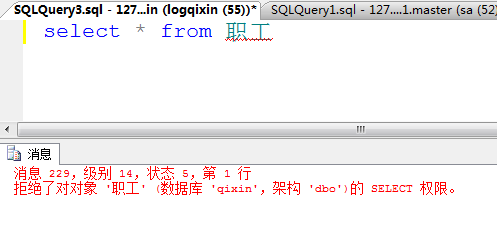 SQLQuery3.sql - 127...in (logqixin (55))* SQLQuery1.sql - 127....1.master (sa (52)
select * from 职工
消息
消息 229，级别 14，状态 5，第 1 行
拒绝了对对象 '职工' (数据库 'qixin'，架构 'dbo')的 SELECT 权限。